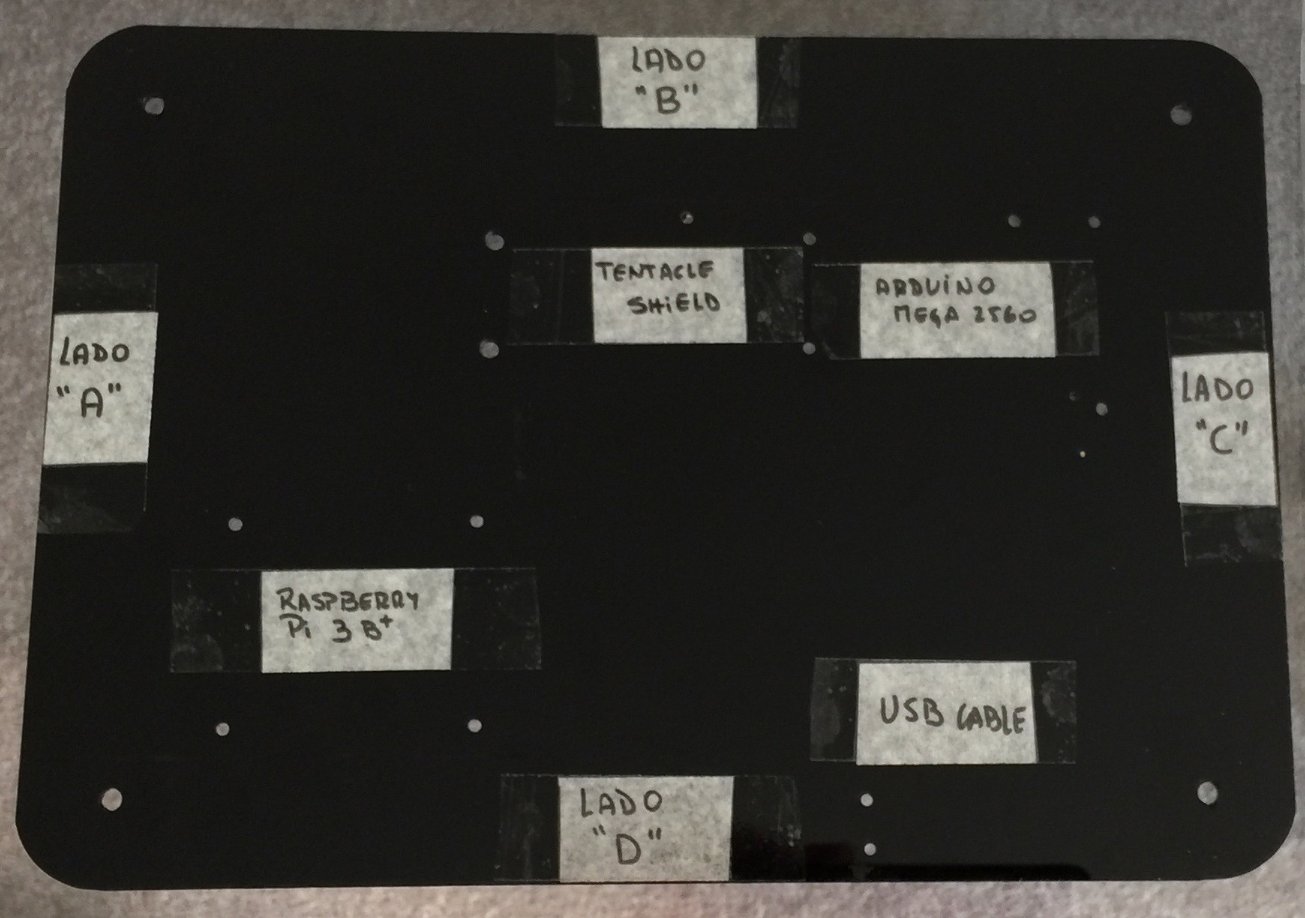 LADO
"B"
TENTACLE
SHiELD
ARDUiNO
MEGA 2560
LADO
"A"
LADO
"C"
RASPBERRY
Pi 3 B+
USB CABLE
LADO
"D"